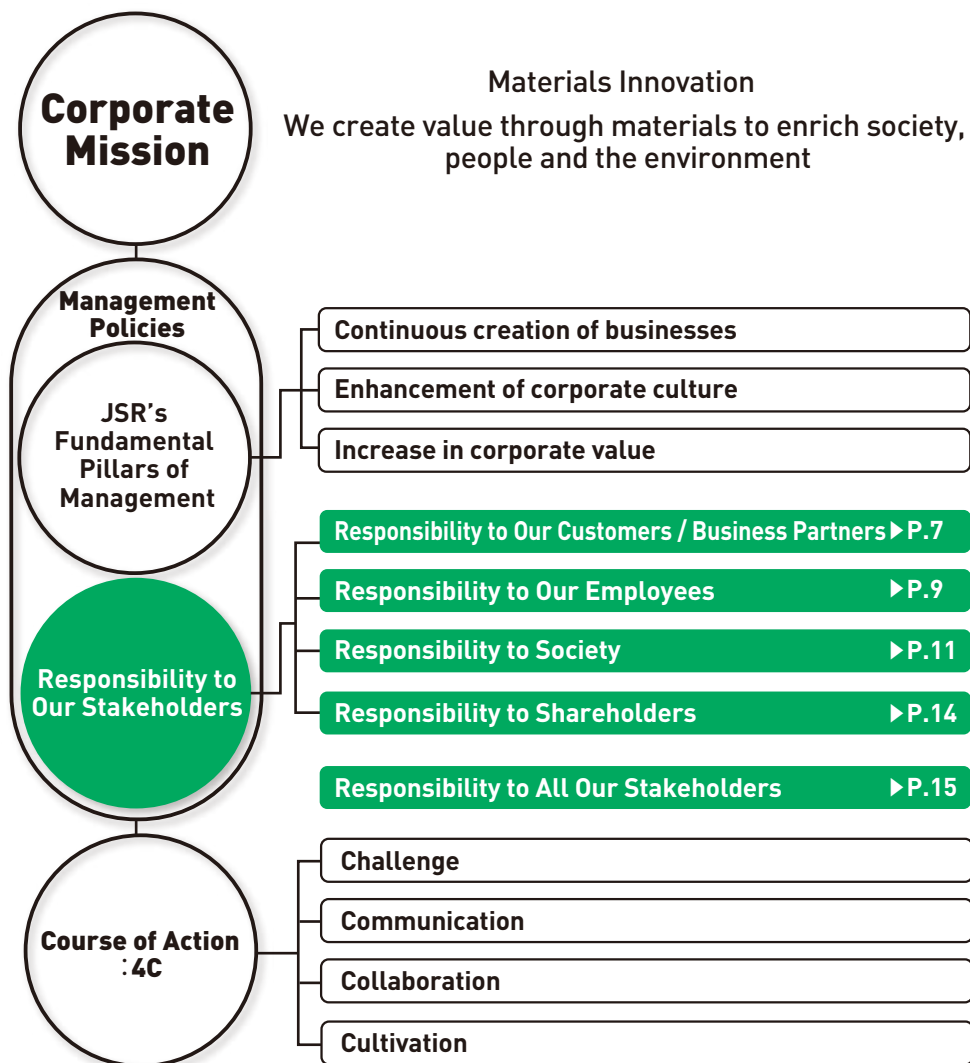 Corporate
Mission
Materials Innovation
We create value through materials to enrich society,
people and the environment
Management
Policies
JSR's
Fundamental
Pillars of
Management
Continuous creation of businesses
Enhancement of corporate culture
Increase in corporate value
Responsibility to
Our Stakeholders
Responsibility to Our Customers / Business Partners ▶P.7
Responsibility to Our Employees ▶P.9
Responsibility to Society ▶P.11
Responsibility to Shareholders ▶P.14
Responsibility to All Our Stakeholders ▶P.15
Course of Action
:4C
Challenge
Communication
Collaboration
Cultivation